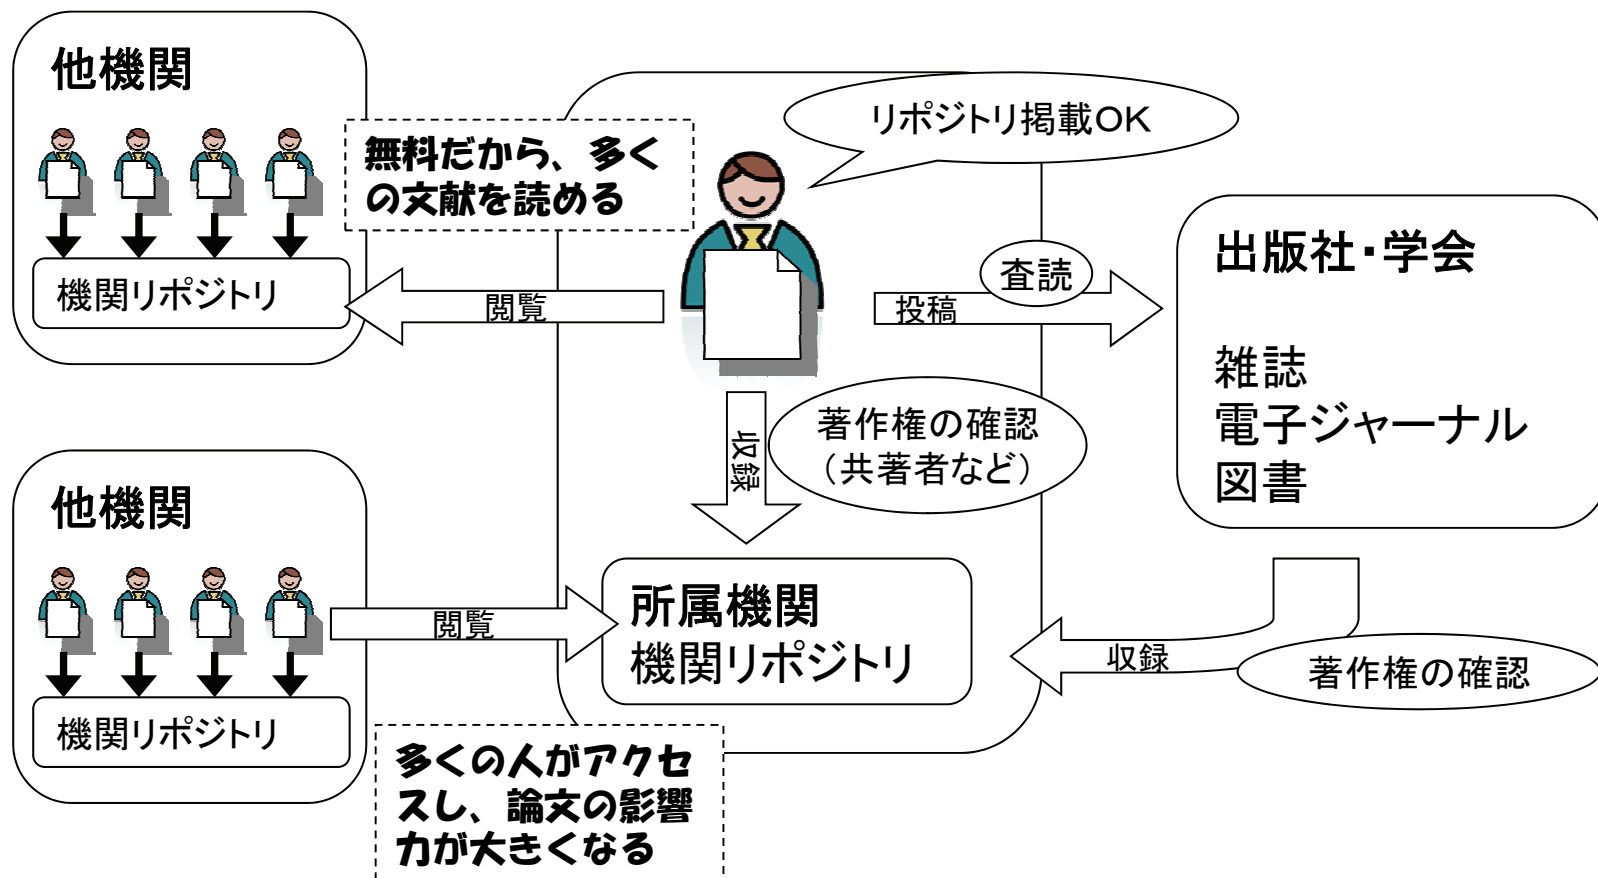 他機関
機関リポジトリ
無料だから、多く
の文献を読める
閲覧
リポジトリ掲載OK
査読
投稿
出版社・学会
雑誌
電子ジャーナル
図書
収録
著作権の確認
（共著者など）
他機関
機関リポジトリ
閲覧
所属機関
機関リポジトリ
収録
著作権の確認
多くの人がアクセ
スし、論文の影響
力が大きくなる